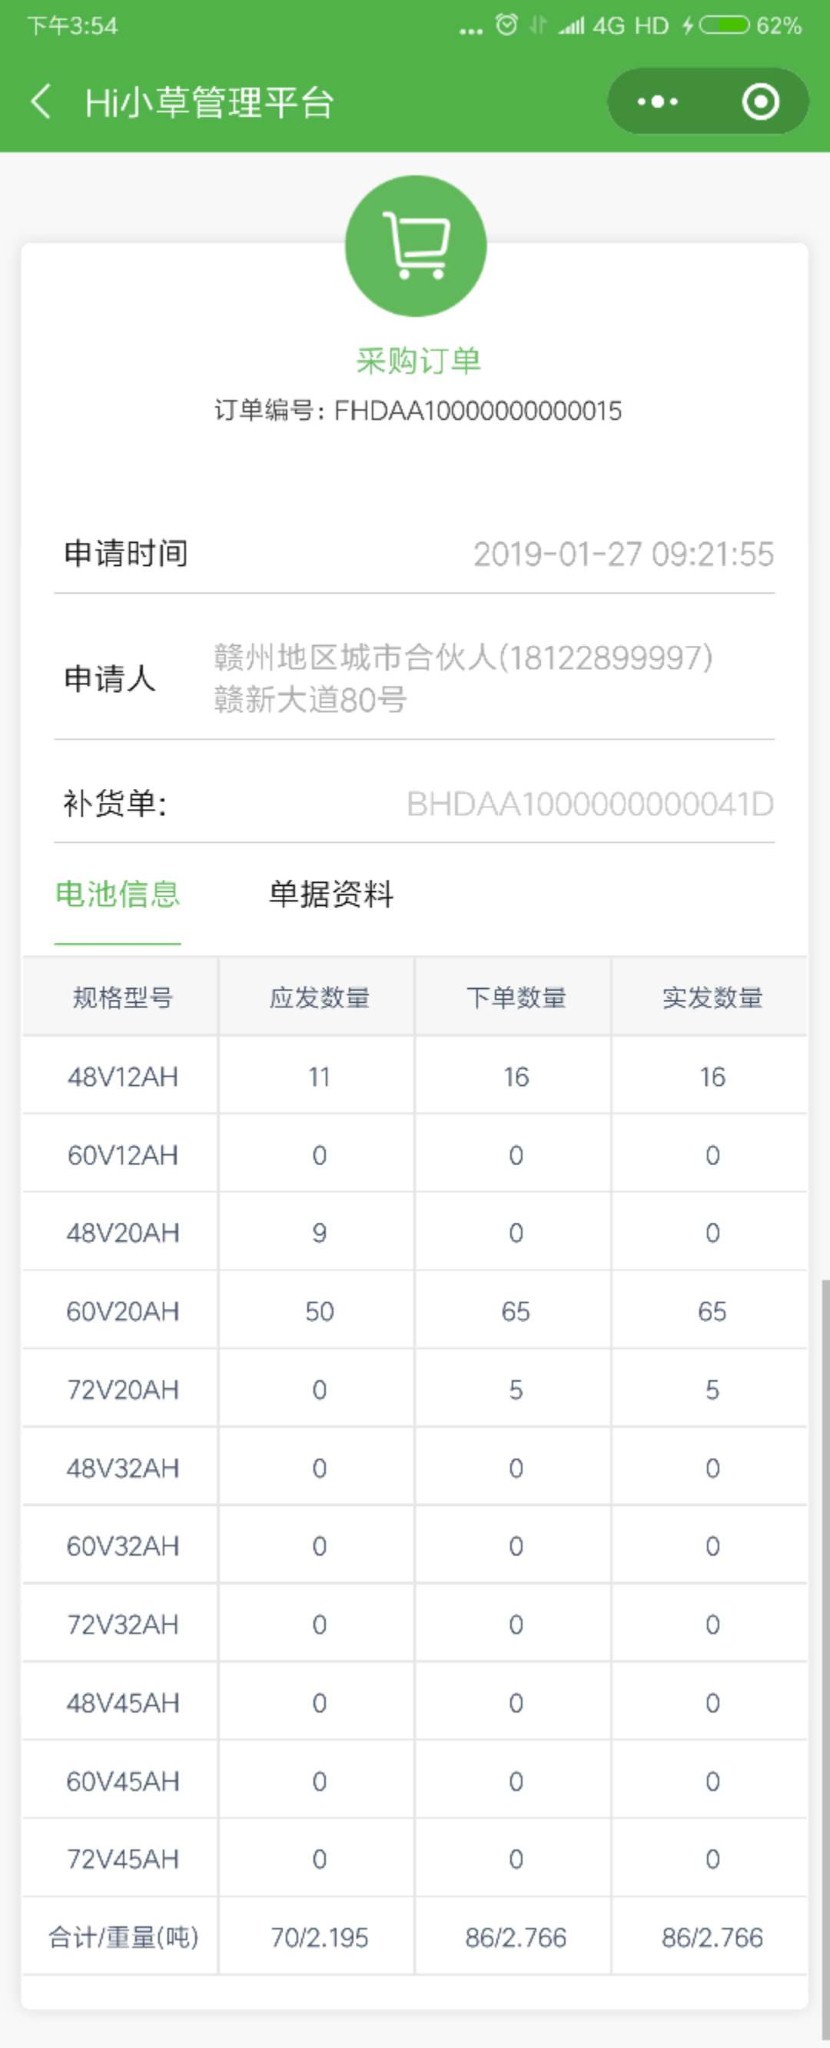 下午3:54
... 4G HD 62%
Hi小草管理平台
采购订单
订单编号: FHDAA10000000000015
申请时间 2019-01-27 09:21:55
申请人 赣州地区城市合伙人(18122899997)
赣新大道80号
补货单: BHDAA1000000000041D
电池信息 单据资料
规格型号 应发数量 下单数量 实发数量
48V12AH 11 16 16
60V12AH 0 0 0
48V20AH 9 0 0
60V20AH 50 65 65
72V20AH 0 5 5
48V32AH 0 0 0
60V32AH 0 0 0
72V32AH 0 0 0
48V45AH 0 0 0
60V45AH 0 0 0
72V45AH 0 0 0
合计/重量(吨) 70/2.195 86/2.766 86/2.766